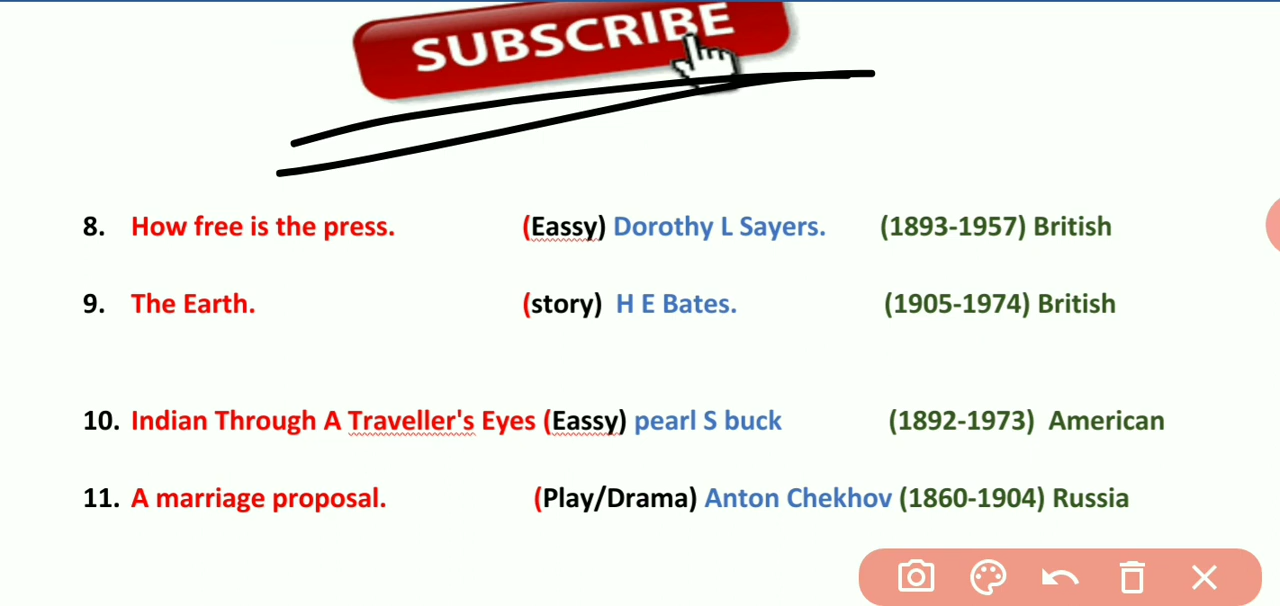 SUBSCRIBE
8. How free is the press. (Eassy) Dorothy L Sayers. (1893-1957) British
9. The Earth. (story) H E Bates. (1905-1974) British
10. Indian Through A Traveller's Eyes (Eassy) pearl S buck (1892-1973) American
11. A marriage proposal. (Play/Drama) Anton Chekhov (1860-1904) Russia